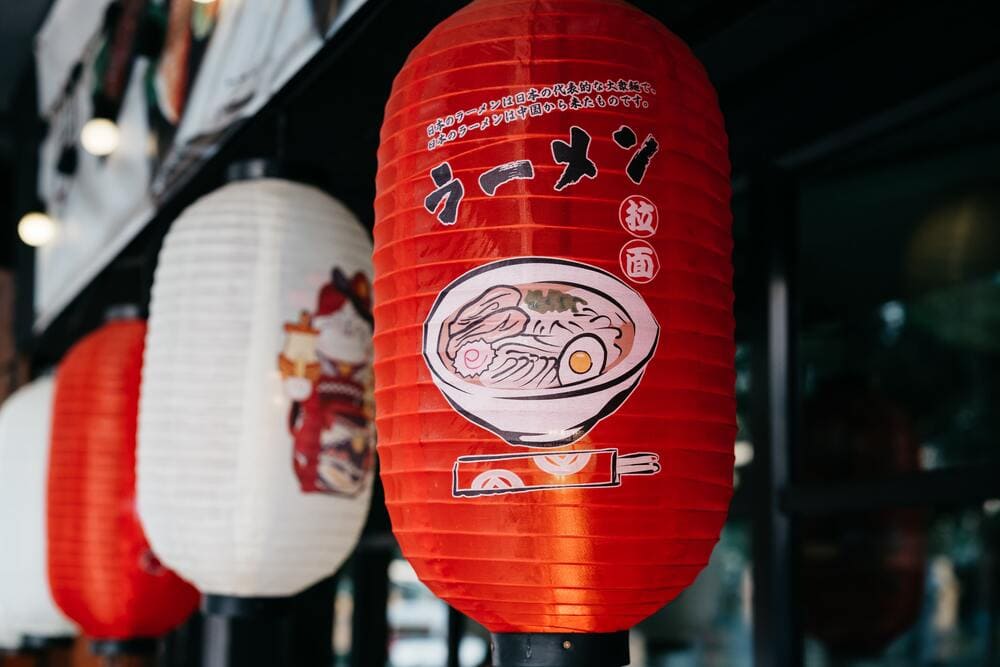 日本のラーメンは日本の代表的な大衆麺で、
日本のラーメンは中国から来たものです。
ラーメン
拉
面